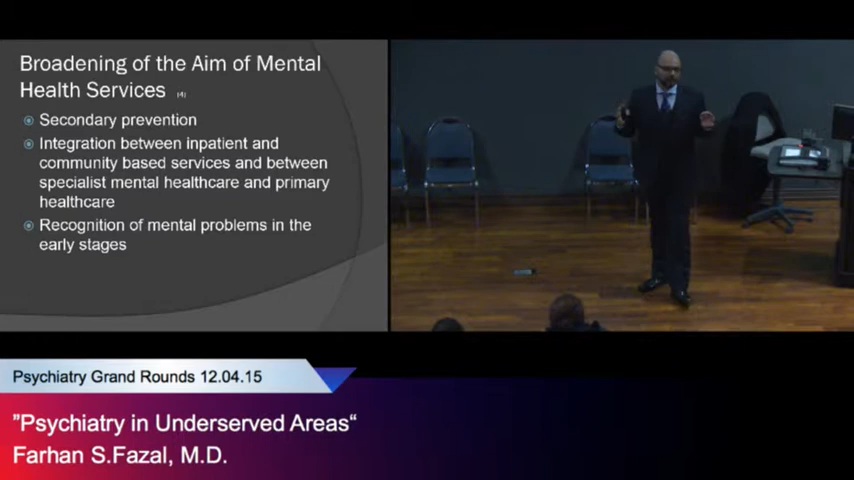 Broadening of the Aim of Mental
Health Services (4)
Secondary prevention
Integration between inpatient and
community based services and between
specialist mental healthcare and primary
healthcare
Recognition of mental problems in the
early stages
Psychiatry Grand Rounds 12.04.15
”Psychiatry in Underserved Areas“
Farhan S.Fazal, M.D.